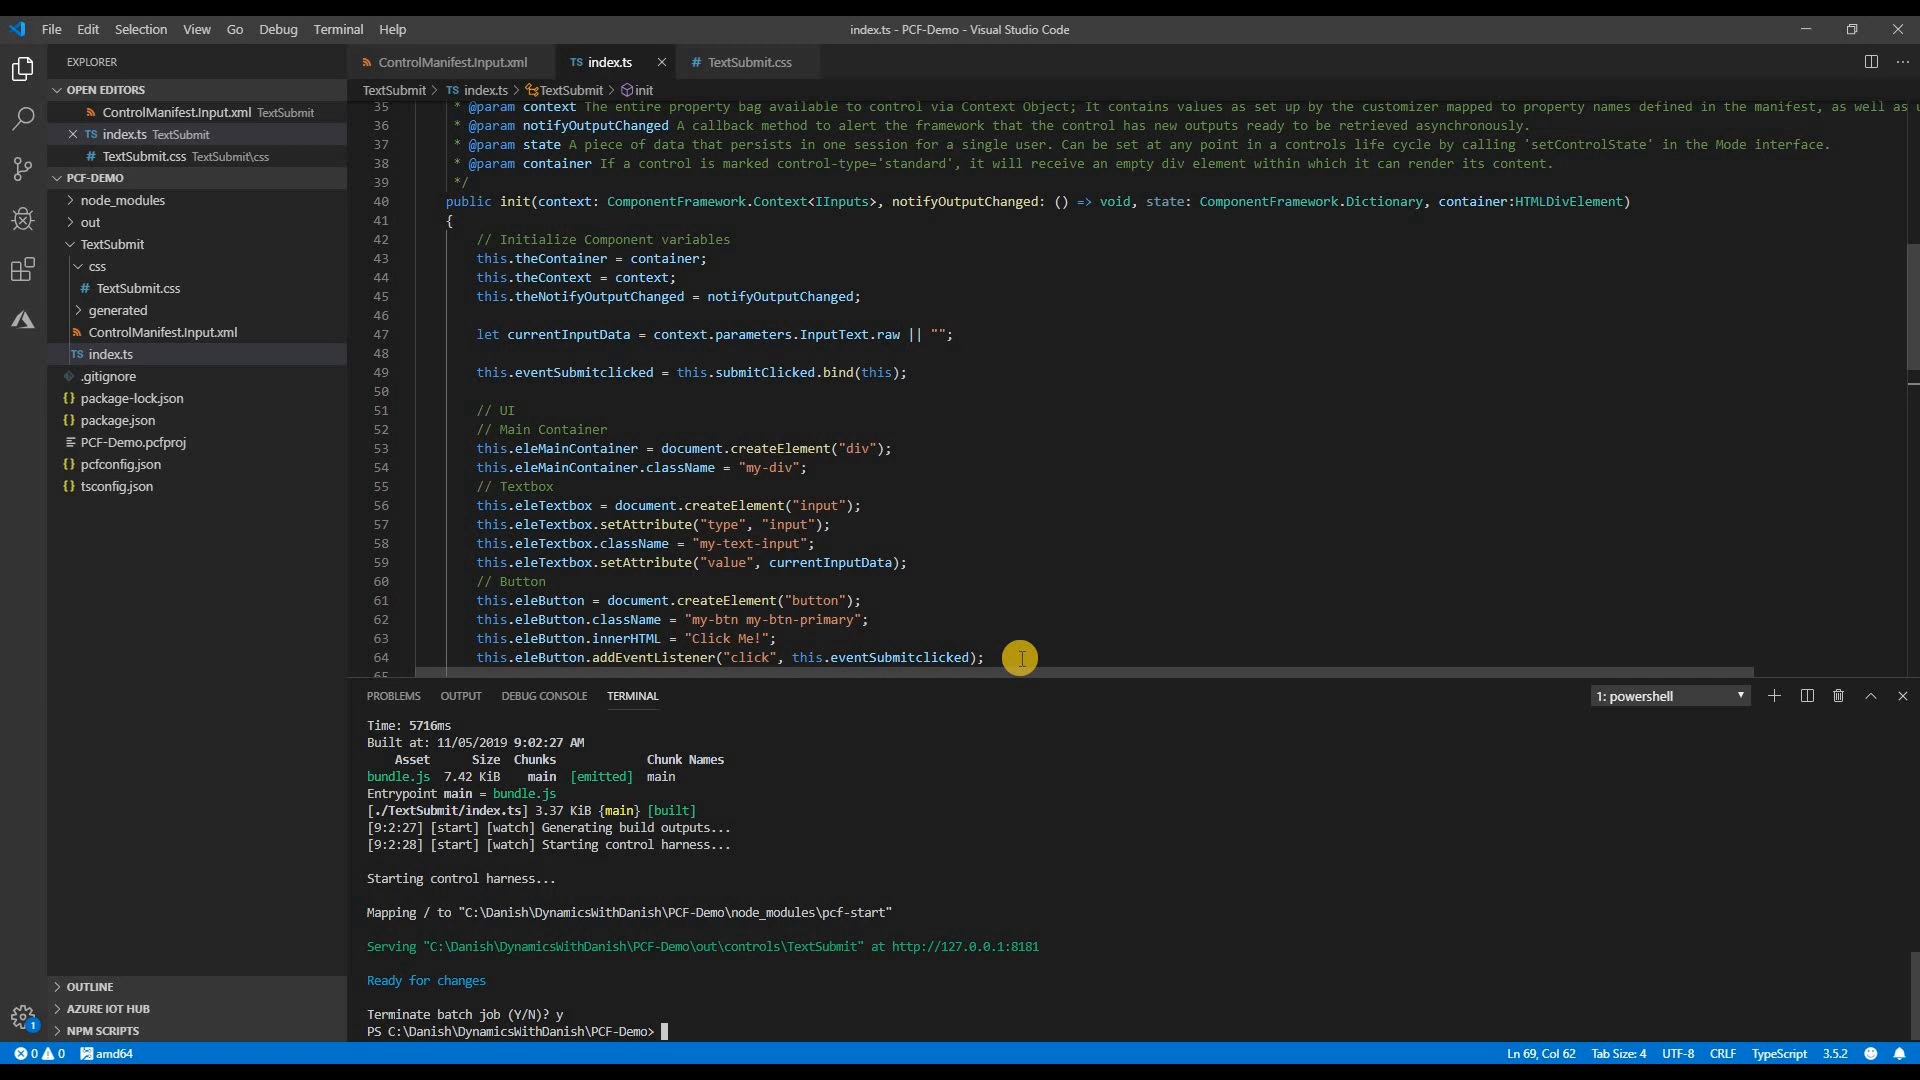 File Edit Selection View Go Debug Terminal Help
index.ts - PCF-Demo - Visual Studio Code
EXPLORER
OPEN EDITORS
ControlManifest.Input.xml TextSubmit
TS index.ts TextSubmit
# TextSubmit.css TextSubmit\css
PCF-DEMO
node_modules
out
TextSubmit
css
# TextSubmit.css
generated
ControlManifest.Input.xml
TS index.ts
.gitignore
{} package-lock.json
{} package.json
PCF-Demo.pcfproj
{} pcfconfig.json
{} tsconfig.json
OUTLINE
AZURE IOT HUB
NPM SCRIPTS
1
ControlManifest.Input.xml
TS index.ts
# TextSubmit.css
TextSubmit > TS index.ts > TextSubmit > init
35 * @param context The entire property bag available to control via Context Object; It contains values as set up by the customizer mapped to property names defined in the manifest, as well as u
36 * @param notifyOutputChanged A callback method to alert the framework that the control has new outputs ready to be retrieved asynchronously.
37 * @param state A piece of data that persists in one session for a single user. Can be set at any point in a controls life cycle by calling 'setControlState' in the Mode interface.
38 * @param container If a control is marked control-type='standard', it will receive an empty div element within which it can render its content.
39 */
40 public init(context: ComponentFramework.Context<IInputs>, notifyOutputChanged: () => void, state: ComponentFramework.Dictionary, container:HTMLDivElement)
41 {
42 // Initialize Component variables
43 this.theContainer = container;
44 this.theContext = context;
45 this.theNotifyOutputChanged = notifyOutputChanged;
46
47 let currentInputData = context.parameters.InputText.raw || "";
48
49 this.eventSubmitclicked = this.submitClicked.bind(this);
50
51 // UI
52 // Main Container
53 this.eleMainContainer = document.createElement("div");
54 this.eleMainContainer.className = "my-div";
55 // Textbox
56 this.eleTextbox = document.createElement("input");
57 this.eleTextbox.setAttribute("type", "input");
58 this.eleTextbox.className = "my-text-input";
59 this.eleTextbox.setAttribute("value", currentInputData);
60 // Button
61 this.eleButton = document.createElement("button");
62 this.eleButton.className = "my-btn my-btn-primary";
63 this.eleButton.innerHTML = "Click Me!";
64 this.eleButton.addEventListener("click", this.eventSubmitclicked);
65
PROBLEMS OUTPUT DEBUG CONSOLE TERMINAL
1: powershell
Time: 5716ms
Built at: 11/05/2019 9:02:27 AM
Asset Size Chunks Chunk Names
bundle.js 7.42 KiB main [emitted] main
Entrypoint main = bundle.js
[./TextSubmit/index.ts] 3.37 KiB {main} [built]
[9:2:27] [start] [watch] Generating build outputs...
[9:2:28] [start] [watch] Starting control harness...
Starting control harness...
Mapping / to "C:\Danish\DynamicsWithDanish\PCF-Demo\node_modules\pcf-start"
Serving "C:\Danish\DynamicsWithDanish\PCF-Demo\out\controls\TextSubmit" at http://127.0.0.1:8181
Ready for changes
Terminate batch job (Y/N)? y
PS C:\Danish\DynamicsWithDanish\PCF-Demo>
0 0 amd64
Ln 69, Col 62 Tab Size: 4 UTF-8 CRLF TypeScript 3.5.2